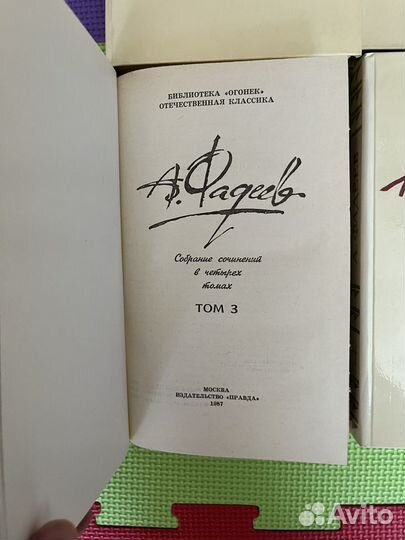 БИБЛИОТЕКА «ОГОНЕК»
ОТЕЧЕСТВЕННАЯ КЛАССИКА
А. Фадеев
Собрание сочинений
в четырех
томах
ТОМ 3
МОСКВА
ИЗДАТЕЛЬСТВО «ПРАВДА»
1987
Avito